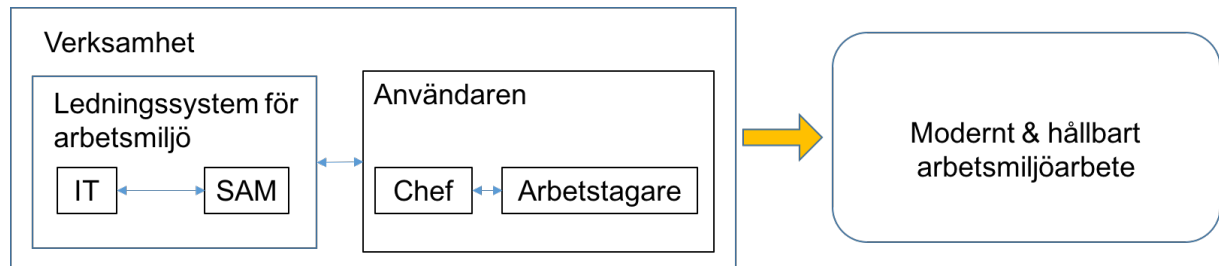 Verksamhet
Ledningssystem för
arbetsmiljö
IT
SAM
Användaren
Chef
Arbetstagare
Modernt & hållbart
arbetsmiljöarbete